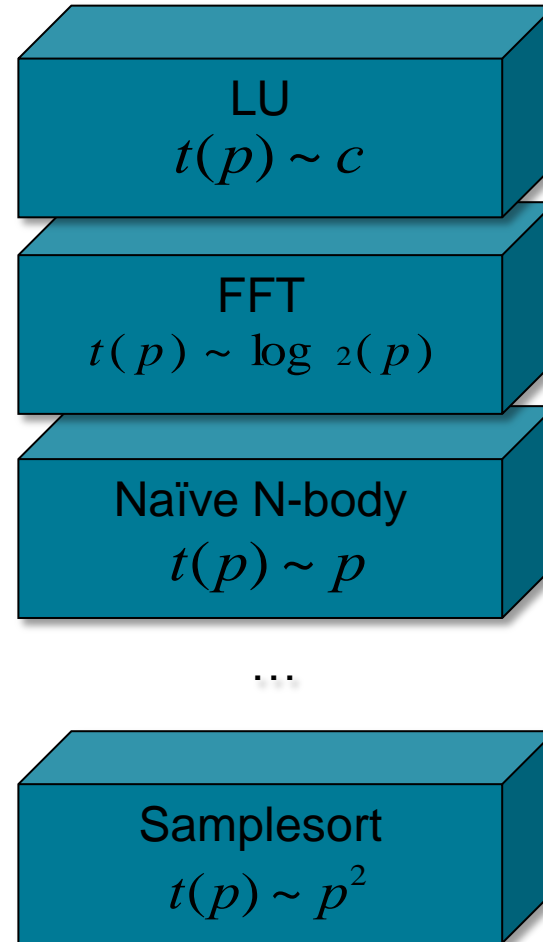 LU
t(p) ~ c
FFT
t(p) ~ log 2(p)
Naïve N-body
t(p) ~ p
...
Samplesort
t(p) ~ p²